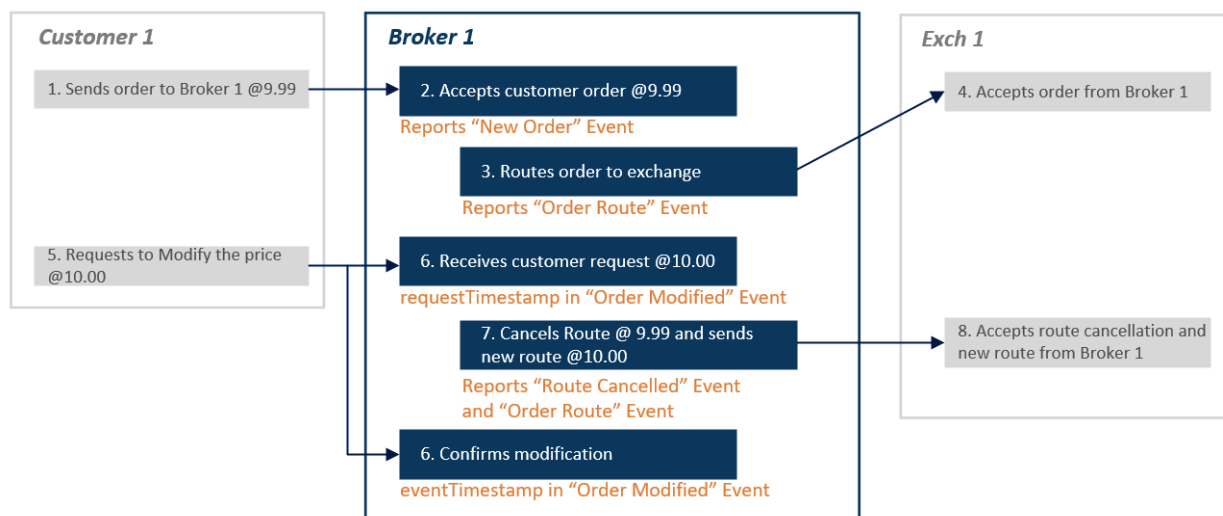 Customer 1
1. Sends order to Broker 1 @9.99
5. Requests to Modify the price
@10.00
Broker 1
2. Accepts customer order @9.99
Reports “New Order” Event
3. Routes order to exchange
Reports “Order Route” Event
6. Receives customer request @10.00
requestTimestamp in “Order Modified” Event
7. Cancels Route @ 9.99 and sends
new route @10.00
Reports “Route Cancelled” Event
and “Order Route” Event
6. Confirms modification
eventTimestamp in “Order Modified” Event
Exch 1
4. Accepts order from Broker 1
8. Accepts route cancellation and
new route from Broker 1